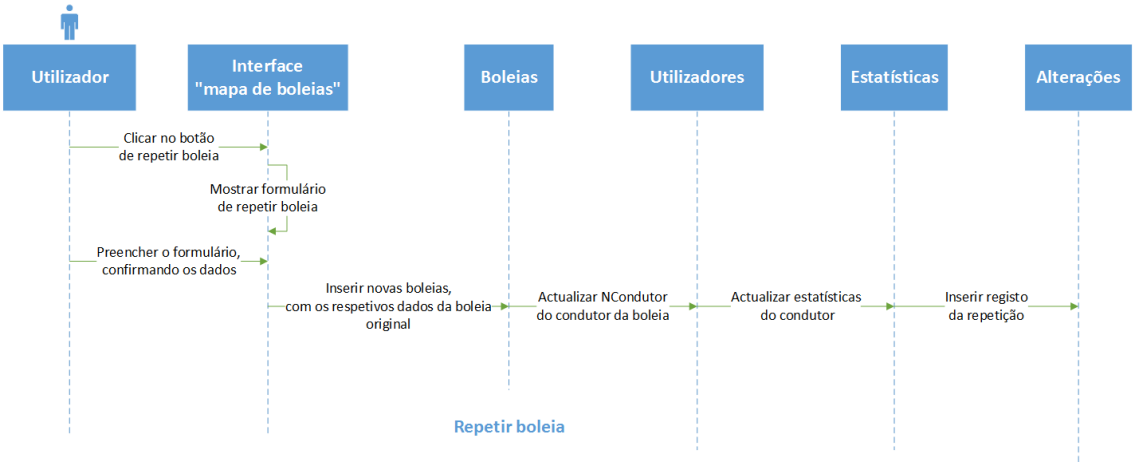 Utilizador
Interface
"mapa de boleias"
Boleias
Utilizadores
Estatísticas
Alterações
Clicar no botão
de repetir boleia
Mostrar formulário
de repetir boleia
Preencher o formulário,
confirmando os dados
Inserir novas boleias,
com os respetivos dados da boleia
original
Actualizar NCondutor
do condutor da boleia
Actualizar estatísticas
do condutor
Inserir registo
da repetição
Repetir boleia